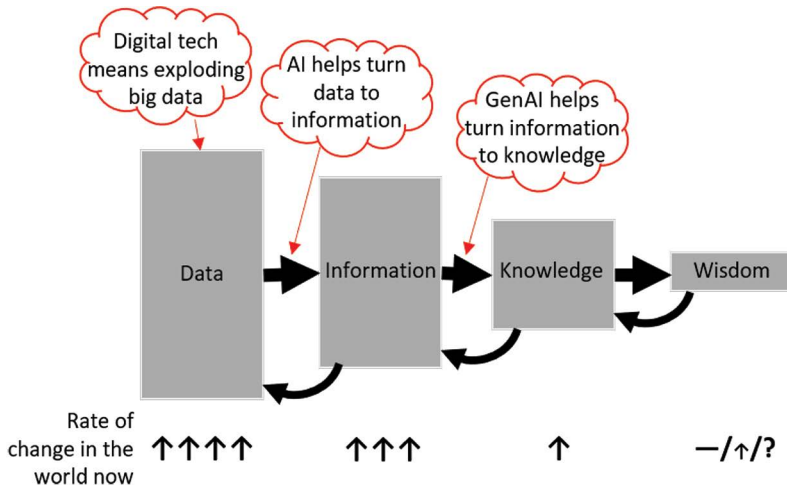 Digital tech
means exploding
big data
AI helps turn
data to
information
GenAI helps
turn information
to knowledge
Data
Information
Knowledge
Wisdom
Rate of
change in the
world now
↑↑↑↑
↑↑↑
↑
—/↑/?